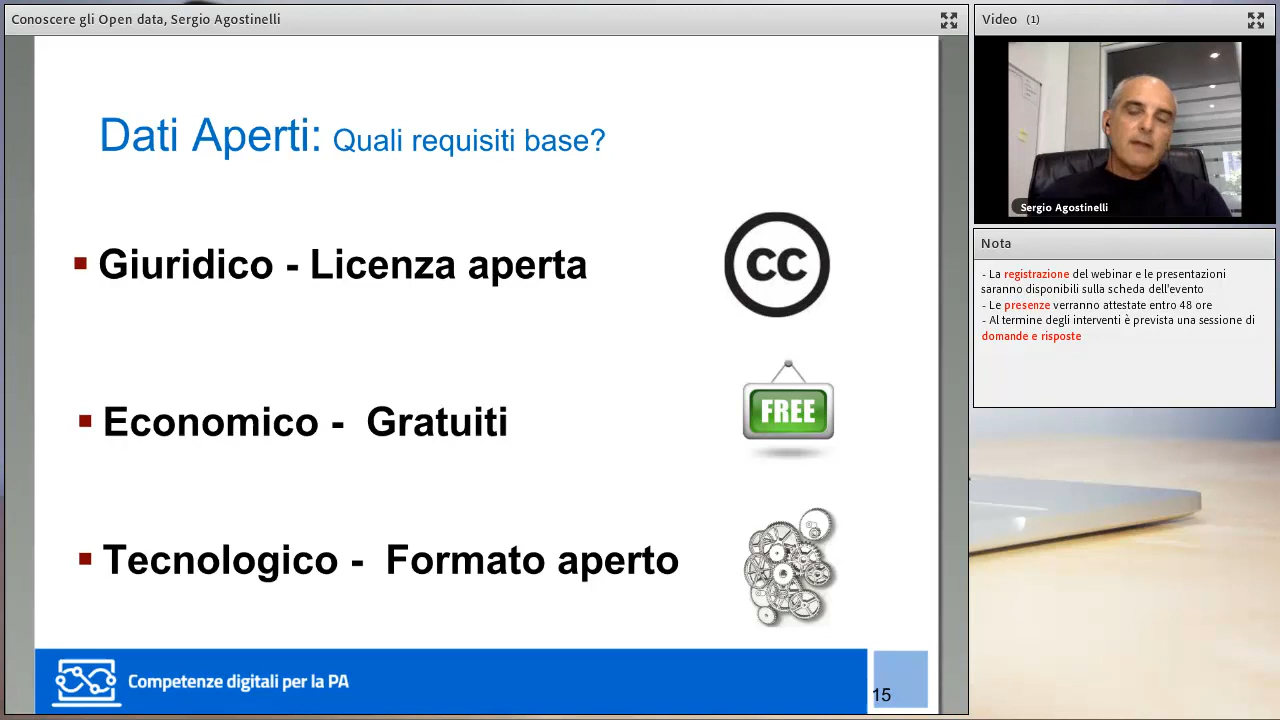 Conoscere gli Open data, Sergio Agostinelli
Dati Aperti: Quali requisiti base?
▪ Giuridico - Licenza aperta
CC
▪ Economico - Gratuiti
FREE
▪ Tecnologico - Formato aperto
Competenze digitali per la PA
15
Video (1)
Sergio Agostinelli
Nota
- La registrazione del webinar e le presentazioni
saranno disponibili sulla scheda dell'evento
- Le presenze verranno attestate entro 48 ore
- Al termine degli interventi è prevista una sessione di
domande e risposte